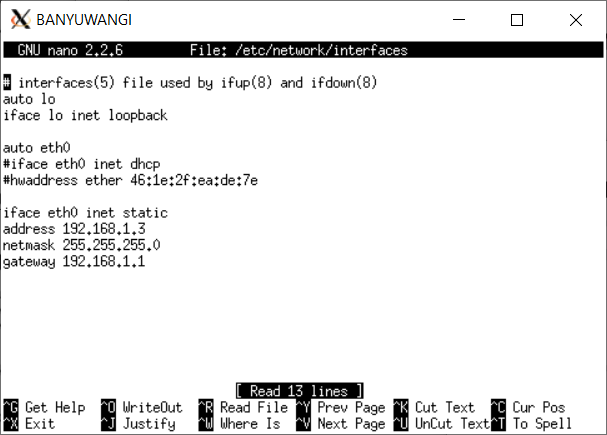 BANYUWANGI
GNU nano 2.2.6 File: /etc/network/interfaces
# interfaces(5) file used by ifup(8) and ifdown(8)
auto lo
iface lo inet loopback
auto eth0
#iface eth0 inet dhcp
#hwaddress ether 46:1e:2f:ea:de:7e
iface eth0 inet static
address 192.168.1.3
netmask 255.255.255.0
gateway 192.168.1.1
[ Read 13 lines ]
^G Get Help ^O WriteOut ^R Read File ^Y Prev Page ^K Cut Text ^C Cur Pos
^X Exit ^J Justify ^W Where Is ^V Next Page ^U UnCut Text ^T To Spell